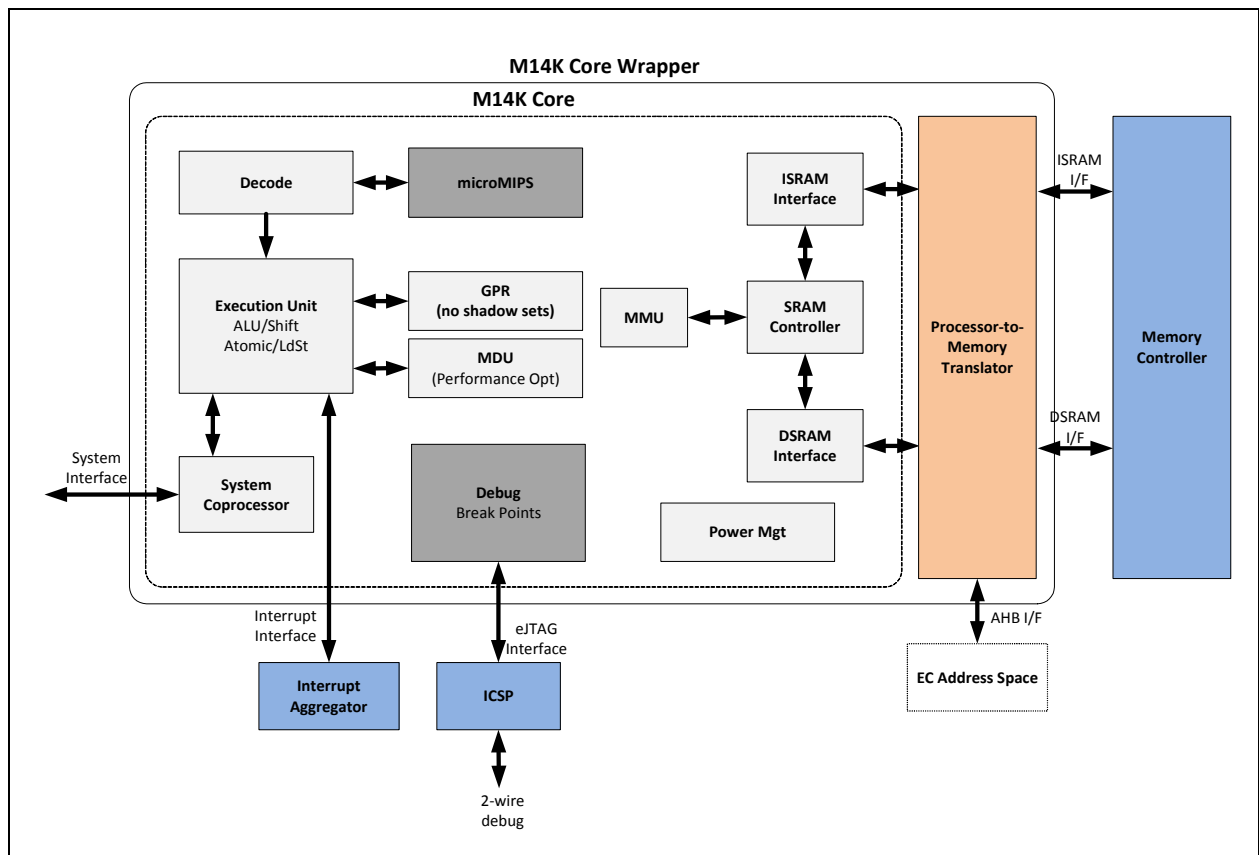 M14K Core Wrapper
M14K Core
Decode
microMIPS
ISRAM
Interface
ISRAM
I/F
Execution Unit
ALU/Shift
Atomic/LdSt
GPR
(no shadow sets)
MDU
(Performance Opt)
MMU
SRAM
Controller
Processor-to-
Memory
Translator
Memory
Controller
DSRAM
Interface
DSRAM
I/F
System
Interface
System
Coprocessor
Debug
Break Points
Power Mgt
Interrupt
Interface
eJTAG
Interface
AHB I/F
Interrupt
Aggregator
ICSP
EC Address Space
2-wire
debug